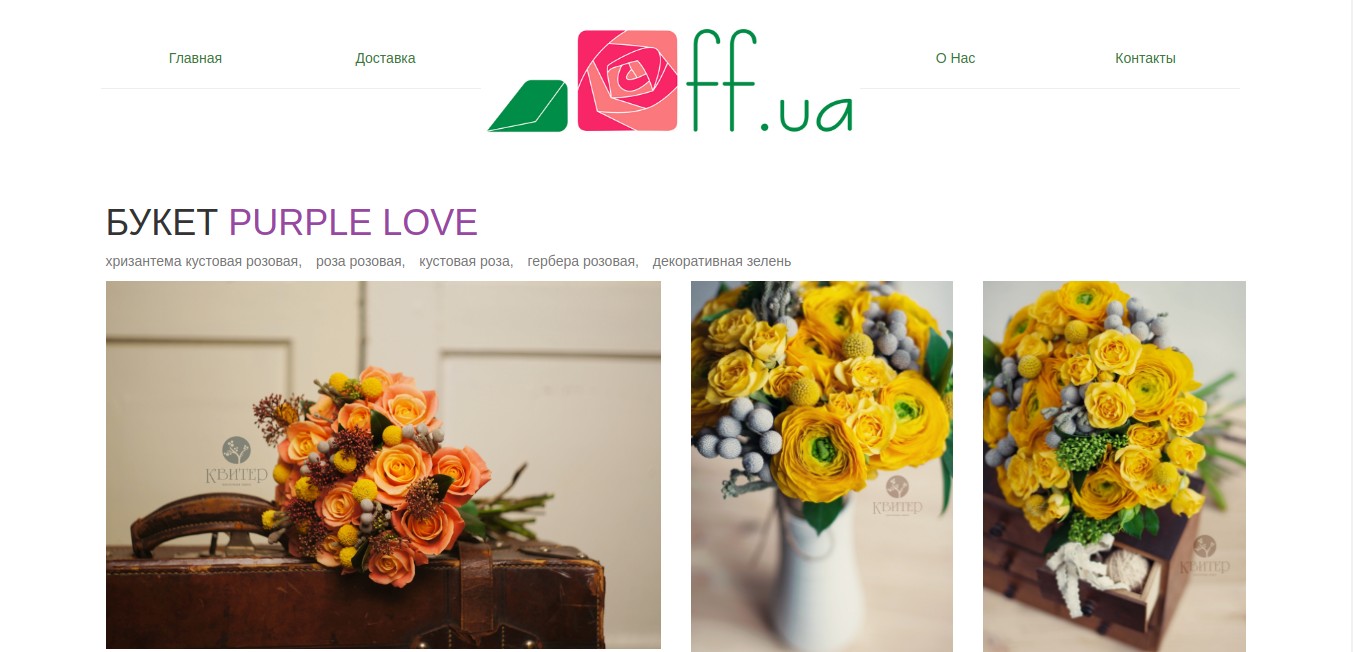 Главная Доставка ff.ua О Нас Контакты
БУКЕТ PURPLE LOVE
хризантема кустовая розовая, роза розовая, кустовая роза, гербера розовая, декоративная зелень
КВИТЕР
КВИТЕР
КВИТЕР